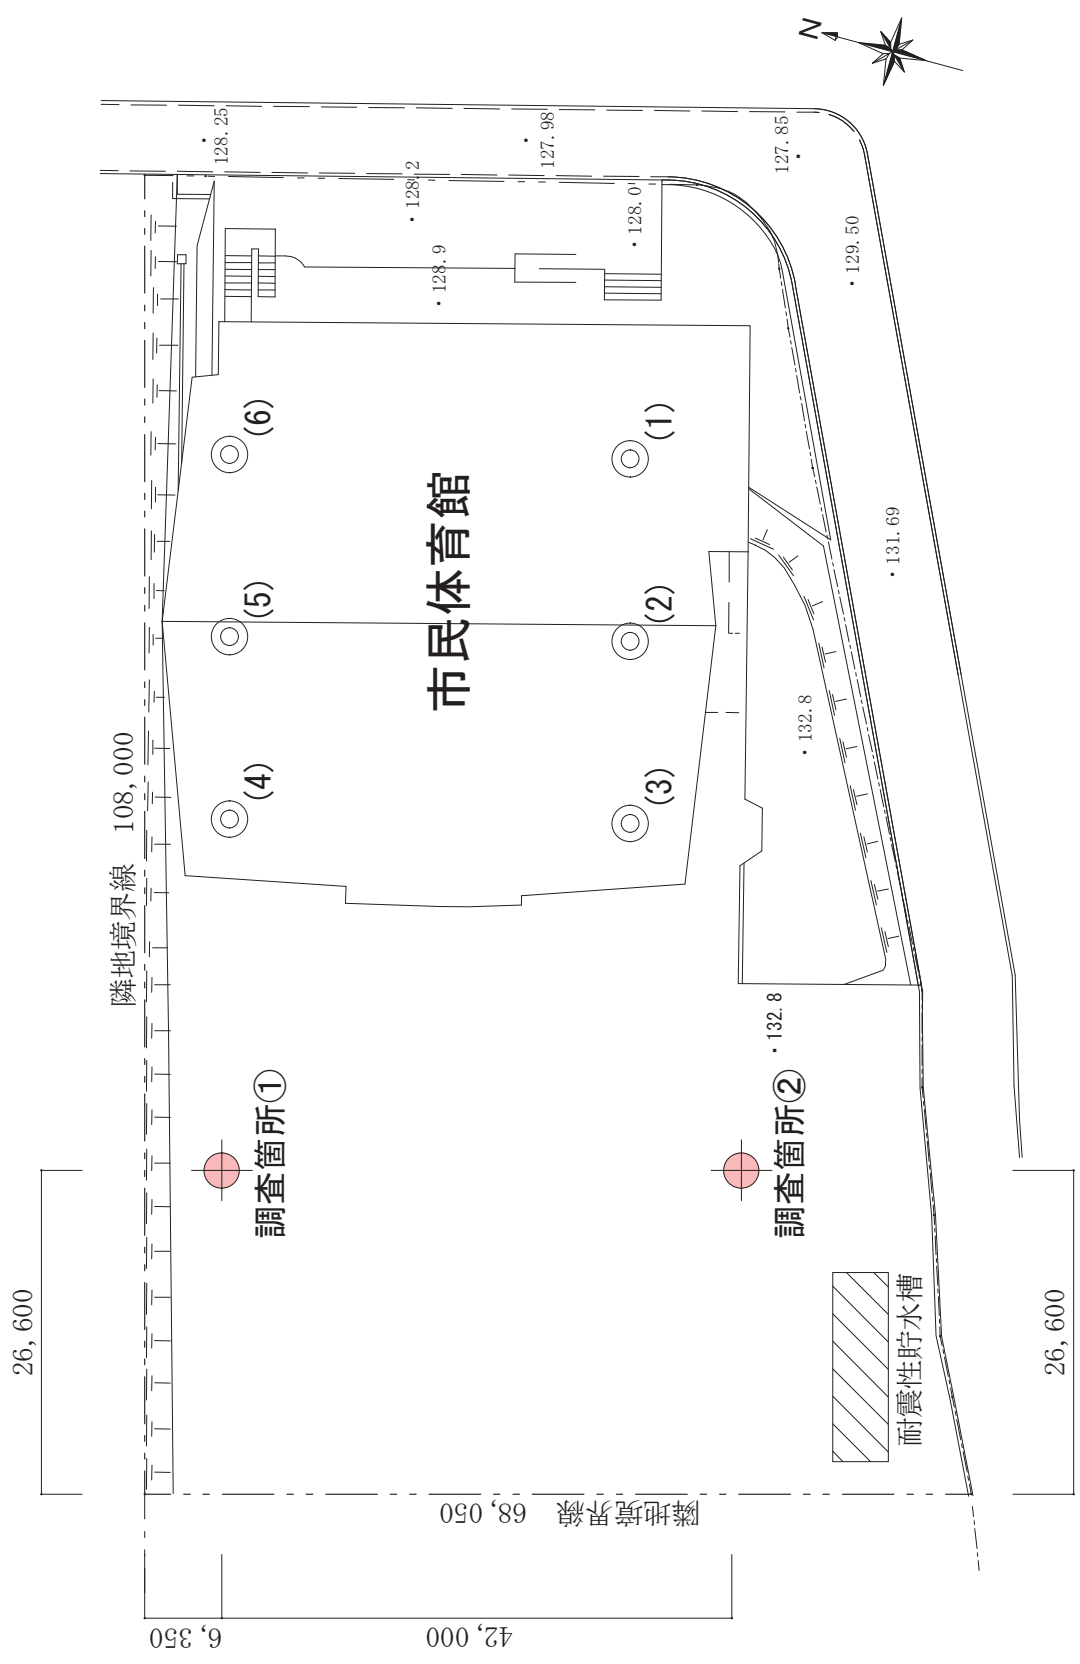 N
隣地境界線 108,000
26,600
調査箇所①
(4)
(5)
(6)
128.25
128.2
128.9
127.98
128.0
127.85
市民体育館
(3)
(2)
(1)
129.50
131.69
132.8
132.8
調査箇所②
耐震性貯水槽
26,600
隣地境界線 68,050
6,350
42,000